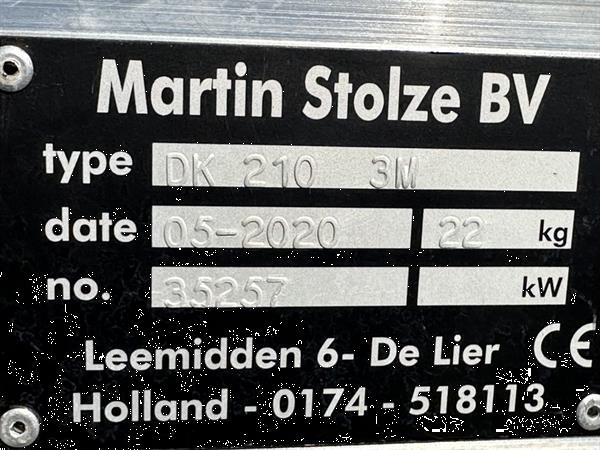 Martin Stolze BV
type DK 210 3M
date 05-2020 22 kg
no. 35257 kW
Leemidden 6- De Lier CE
Holland - 0174 - 518113